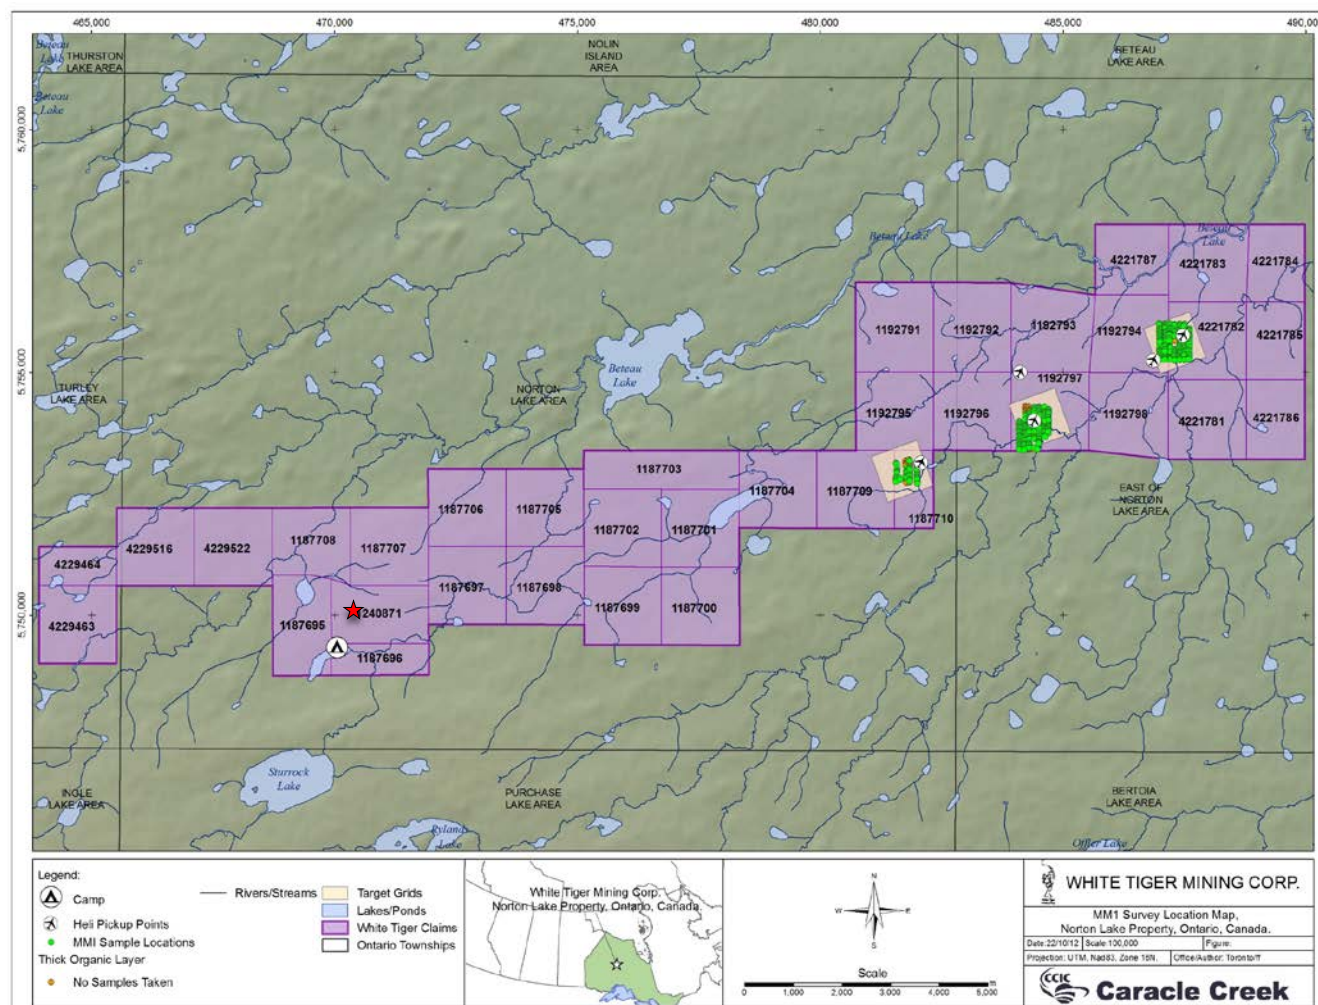 465,000 470,000 475,000 480,000 485,000 490,00
5,760,000
5,755,000
5,750,000
Beteau
Lake
THURSTON
LAKE AREA
Beteau
Lake
NOLIN
ISLAND
AREA
BETEAU
LAKE AREA
Beteau Lake
Beteau
Lake
4221787
4221783
4221784
1192791
1192792
1192793
1192794
4221782
4221785
Beteau
Lake
TURLEY
LAKE AREA
NORTON
LAKE AREA
1192797
1192795
1192796
1192798
4221781
4221786
1187703
1187704
1187709
1187710
EAST OF
NORTON
LAKE AREA
1187706
1187705
1187702
1187701
4229516
4229522
1187708
1187707
4229464
1187697
1187698
1187699
1187700
4229463
1187695
1240871
1187696
Sturrock
Lake
INGLE
LAKE AREA
PURCHASE
LAKE AREA
BERTOIA
LAKE AREA
Rylands
Lake
Offer Lake
Legend:
Camp
Heli Pickup Points
MMI Sample Locations
Thick Organic Layer
No Samples Taken
Rivers/Streams
Target Grids
Lakes/Ponds
White Tiger Claims
Ontario Townships
White Tiger Mining Corp.
Norton Lake Property, Ontario, Canada.
N
W E
S
Scale
m
0 1,000 2,000 3,000 4,000 5,000
WHITE TIGER MINING CORP.
MM1 Survey Location Map,
Norton Lake Property, Ontario, Canada.
Date:22/10/12 Scale 100,000 Figure:
Projection: UTM, Nad83, Zone 16N. Office/Author: Toronto/ff
CCIC Caracle Creek